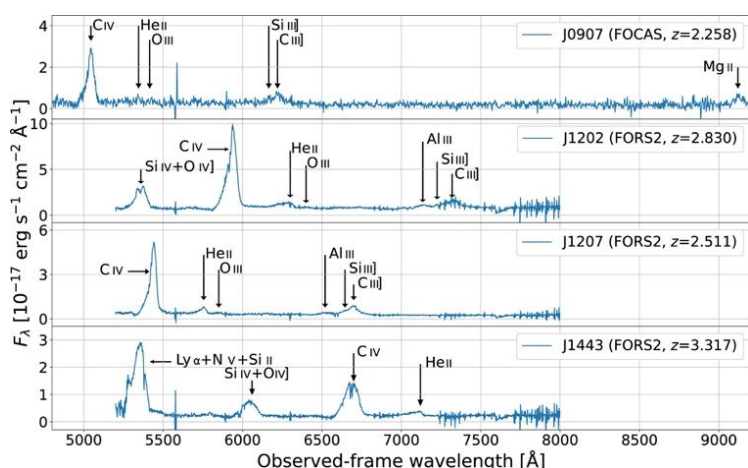 C IV
He II
O III
Si III]
C III]
Mg II
J0907 (FOCAS, z=2.258)
4
2
0
C IV
Si IV+O IV]
He II
O III
Al III
Si III]
C III]
J1202 (FORS2, z=2.830)
10
5
0
C IV
He II
O III
Al III
Si III]
C III]
J1207 (FORS2, z=2.511)
6
3
0
Ly α+N V+Si II
Si IV+O IV]
C IV
He II
J1443 (FORS2, z=3.317)
3
2
1
0
Fλ [10⁻¹⁷ erg s⁻¹ cm⁻² Å⁻¹]
5000 5500 6000 6500 7000 7500 8000 8500 9000
Observed-frame wavelength [Å]